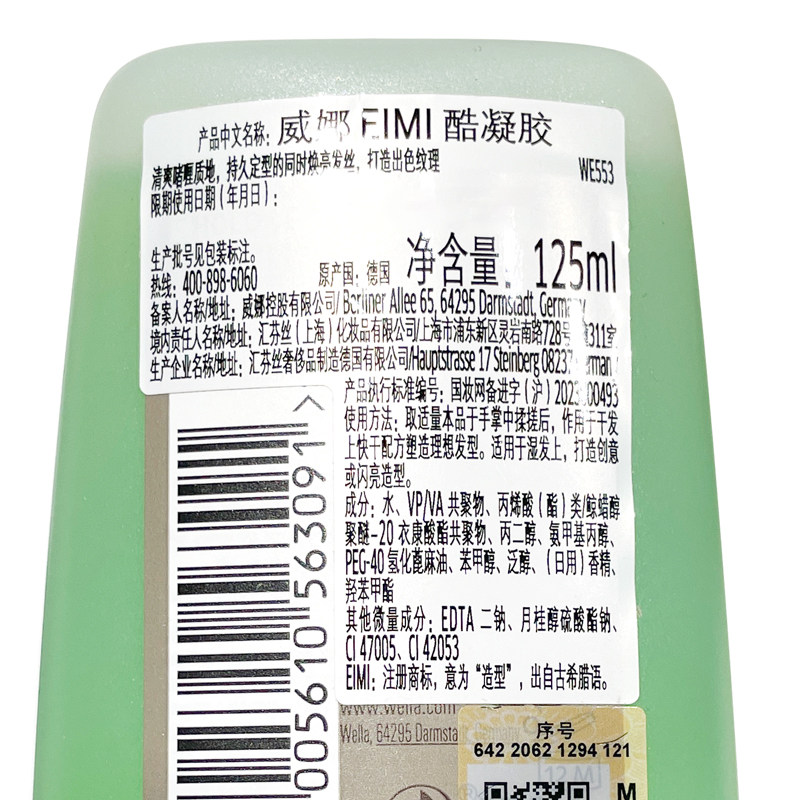 产品中文名称：威娜 EIMI 酷凝胶
清爽啫喱质地，持久定型的同时焕亮发丝，打造出色纹理 WE553
限期使用日期（年月日）：
生产批号见包装标注。
热线：400-898-6060 原产国：德国 净含量：125ml
备案人名称/地址：威娜控股有限公司/ Berliner Allee 65, 64295 Darmstadt, Germany
境内责任人名称/地址：汇芬丝（上海）化妆品有限公司/上海市浦东新区灵岩南路728号 311室
生产企业名称/地址：汇芬丝奢侈品制造德国有限公司/Hauptstrasse 17 Steinberg 08237
产品执行标准编号：国妆网备进字（沪）2023 00493
使用方法：取适量本品于手掌中揉搓后，作用于干发
上快干配方塑造理想发型。适用于湿发上，打造创意
或闪亮造型。
成分：水、VP/VA 共聚物、丙烯酸（酯）类/鲸蜡醇
聚醚-20 衣康酸酯共聚物、丙二醇、氨甲基丙醇、
PEG-40 氢化蓖麻油、苯甲醇、泛醇、（日用）香精、
羟苯甲酯
其他微量成分：EDTA 二钠、月桂醇硫酸酯钠、
CI 47005、CI 42053
EIMI：注册商标，意为“造型”，出自古希腊语。
005610 563091 >
www.wella.com
Wella, 64295 Darmstadt
序号
642 2062 1294 121
12 M
M